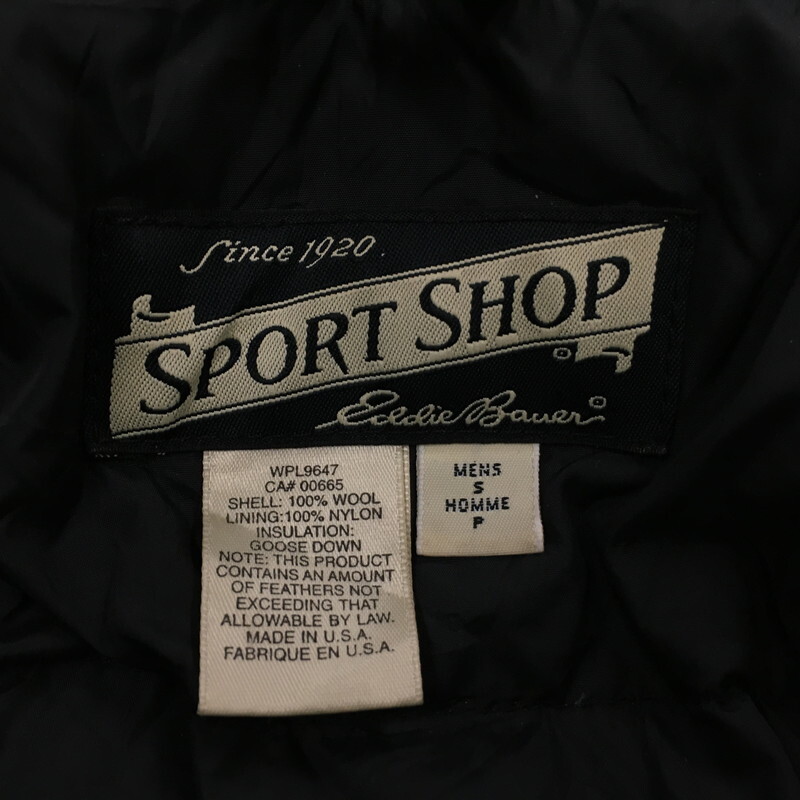 Since 1920.
SPORT SHOP
Eddie Bauer
WPL9647
CA# 00665
SHELL: 100% WOOL
LINING:100% NYLON
INSULATION:
GOOSE DOWN
NOTE: THIS PRODUCT
CONTAINS AN AMOUNT
OF FEATHERS NOT
EXCEEDING THAT
ALLOWABLE BY LAW.
MADE IN U.S.A.
FABRIQUE EN U.S.A.
MENS
S
HOMME
P